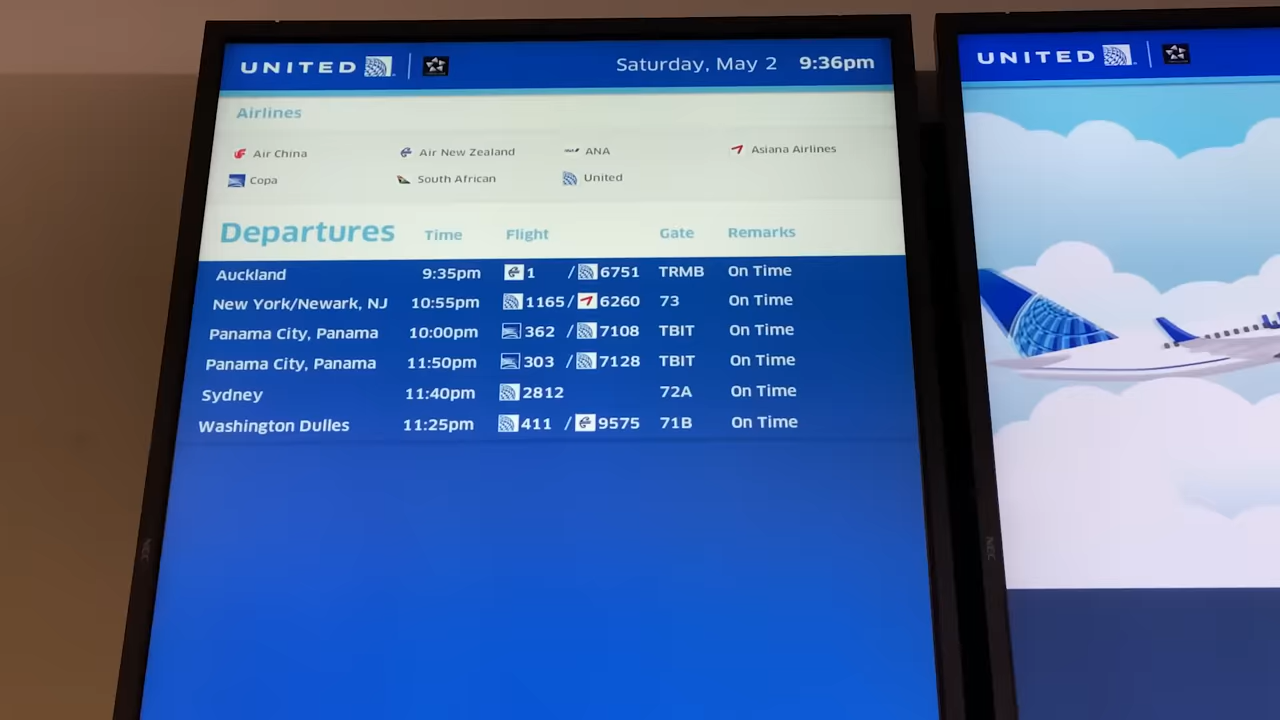 UNITED Saturday, May 2 9:36pm
Airlines
Air China Air New Zealand ANA Asiana Airlines
Copa South African United
Departures Time Flight Gate Remarks
Auckland 9:35pm 1 / 6751 TRMB On Time
New York/Newark, NJ 10:55pm 1165 / 6260 73 On Time
Panama City, Panama 10:00pm 362 / 7108 TBIT On Time
Panama City, Panama 11:50pm 303 / 7128 TBIT On Time
Sydney 11:40pm 2812 72A On Time
Washington Dulles 11:25pm 411 / 9575 71B On Time
NEC
UNITED
NEC